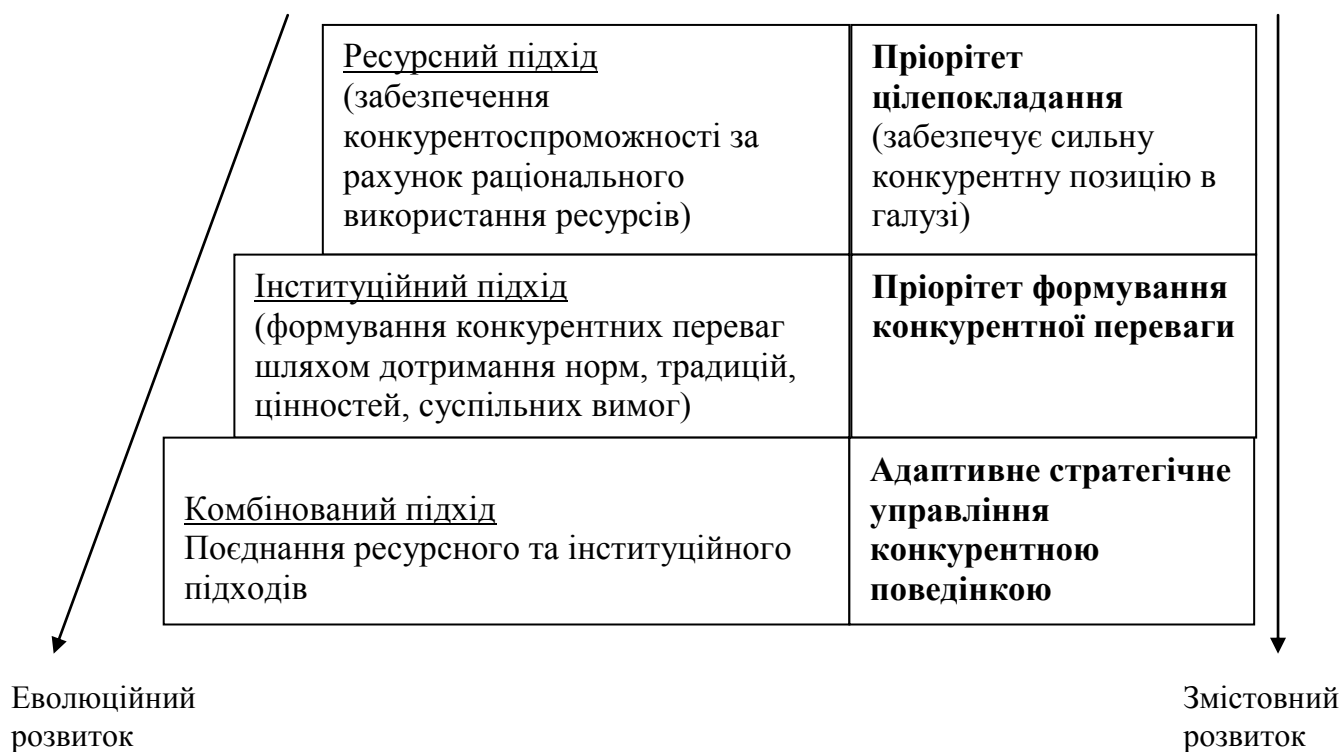 Ресурсний підхід
(забезпечення
конкурентоспроможності за
рахунок раціонального
використання ресурсів)
Пріорітет
цілепокладання
(забезпечує сильну
конкурентну позицію в
галузі)
Інституційний підхід
(формування конкурентних переваг
шляхом дотримання норм, традицій,
цінностей, суспільних вимог)
Пріорітет формування
конкурентної переваги
Комбінований підхід
Поєднання ресурсного та інституційного
підходів
Адаптивне стратегічне
управління
конкурентною
поведінкою
Еволюційний
розвиток
Змістовний
розвиток